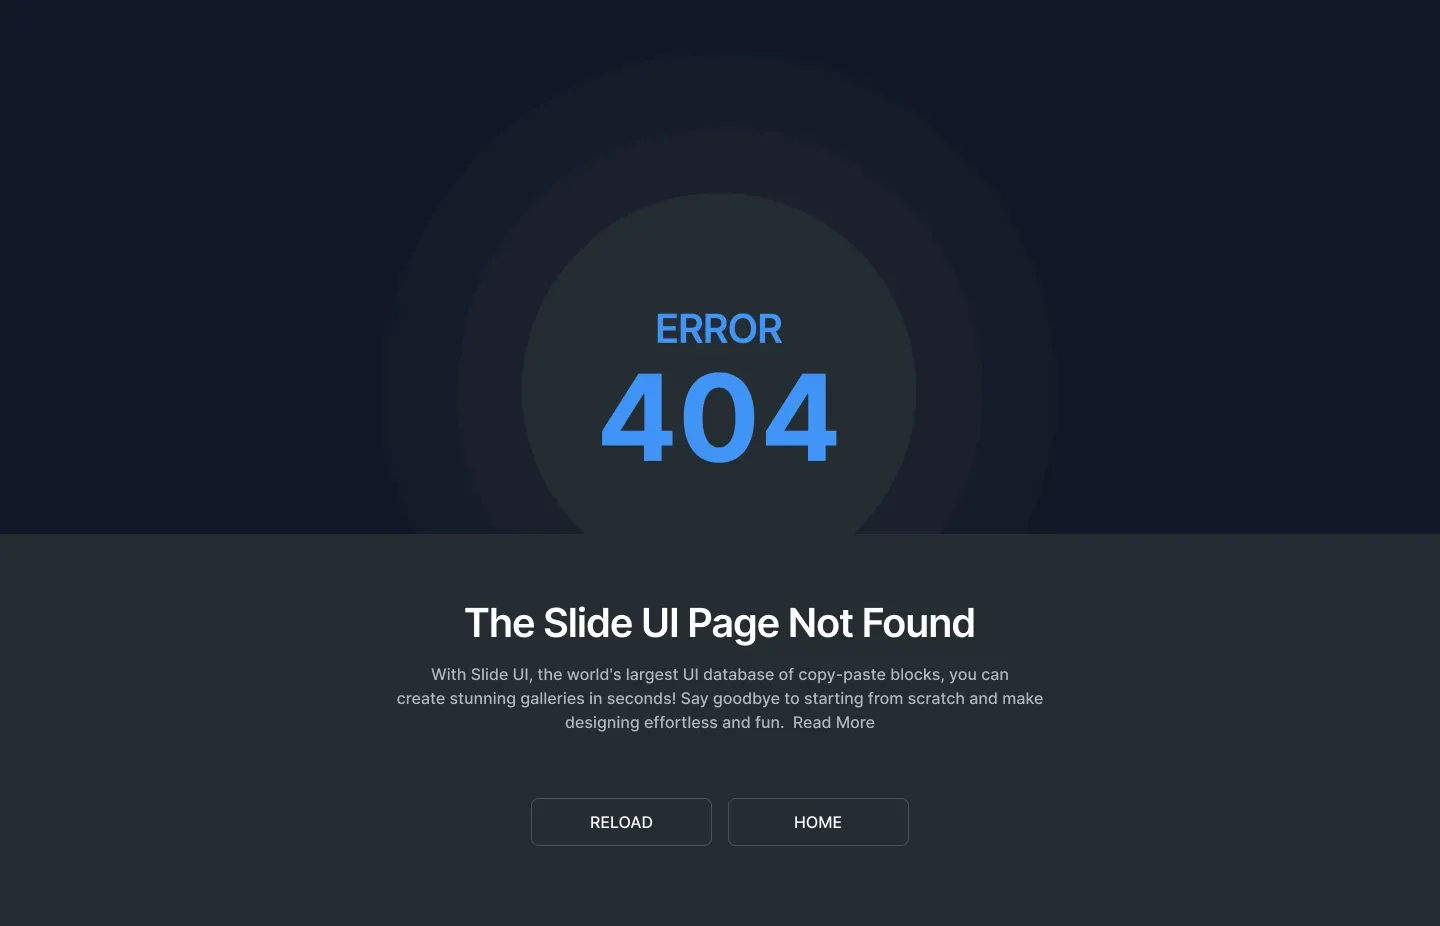 ERROR
404
The Slide UI Page Not Found
With Slide UI, the world's largest UI database of copy-paste blocks, you can
create stunning galleries in seconds! Say goodbye to starting from scratch and make
designing effortless and fun.  Read More
RELOAD
HOME